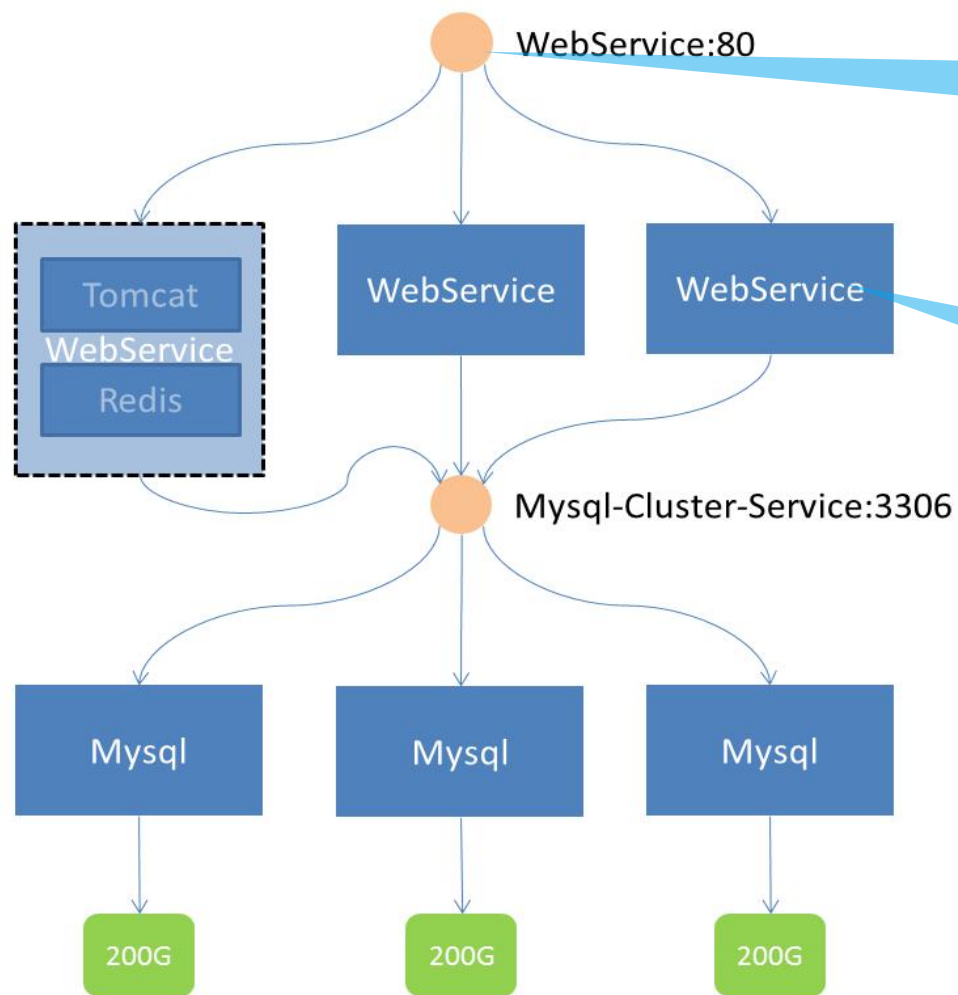 WebService:80
Tomcat
WebService
Redis
WebService
WebService
Mysql-Cluster-Service:3306
Mysql
Mysql
Mysql
200G
200G
200G